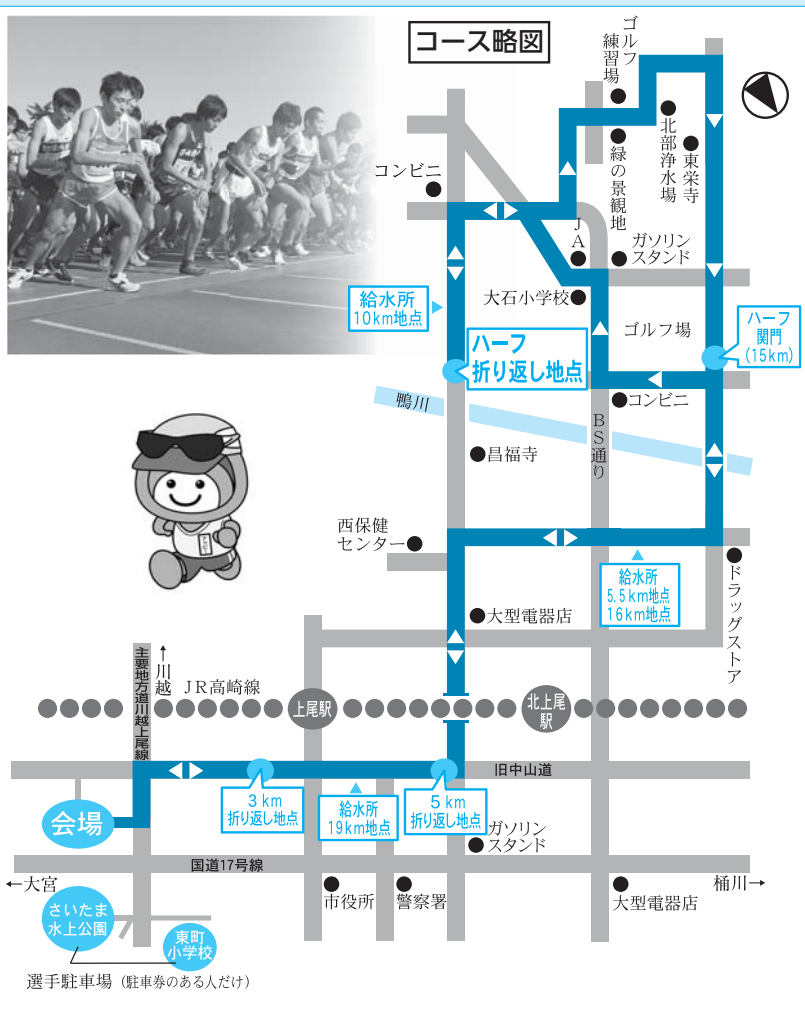 コース略図
ゴルフ
練習場
北部浄水場
東栄寺
緑の景観地
コンビニ
JA
ガソリン
スタンド
給水所
10km地点
大石小学校
ゴルフ場
ハーフ
関門
(15km)
ハーフ
折り返し地点
鴨川
コンビニ
BS通り
昌福寺
西保健
センター
給水所
5.5km地点
16km地点
ドラッグストア
大型電器店
主要地方道川越上尾線
↑川越
JR高崎線
上尾駅
北上尾
駅
旧中山道
会場
3km
折り返し地点
給水所
19km地点
5km
折り返し地点
ガソリン
スタンド
国道17号線
←大宮
桶川→
市役所
警察署
大型電器店
さいたま
水上公園
東町
小学校
選手駐車場（駐車券のある人だけ）